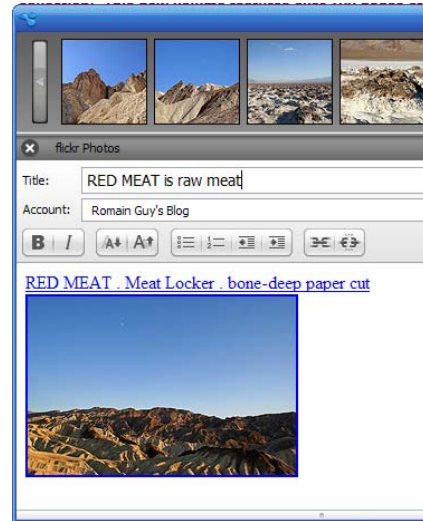 flickr Photos
Title: RED MEAT is raw meat
Account: Romain Guy's Blog
B I A A
RED MEAT . Meat Locker . bone-deep paper cut